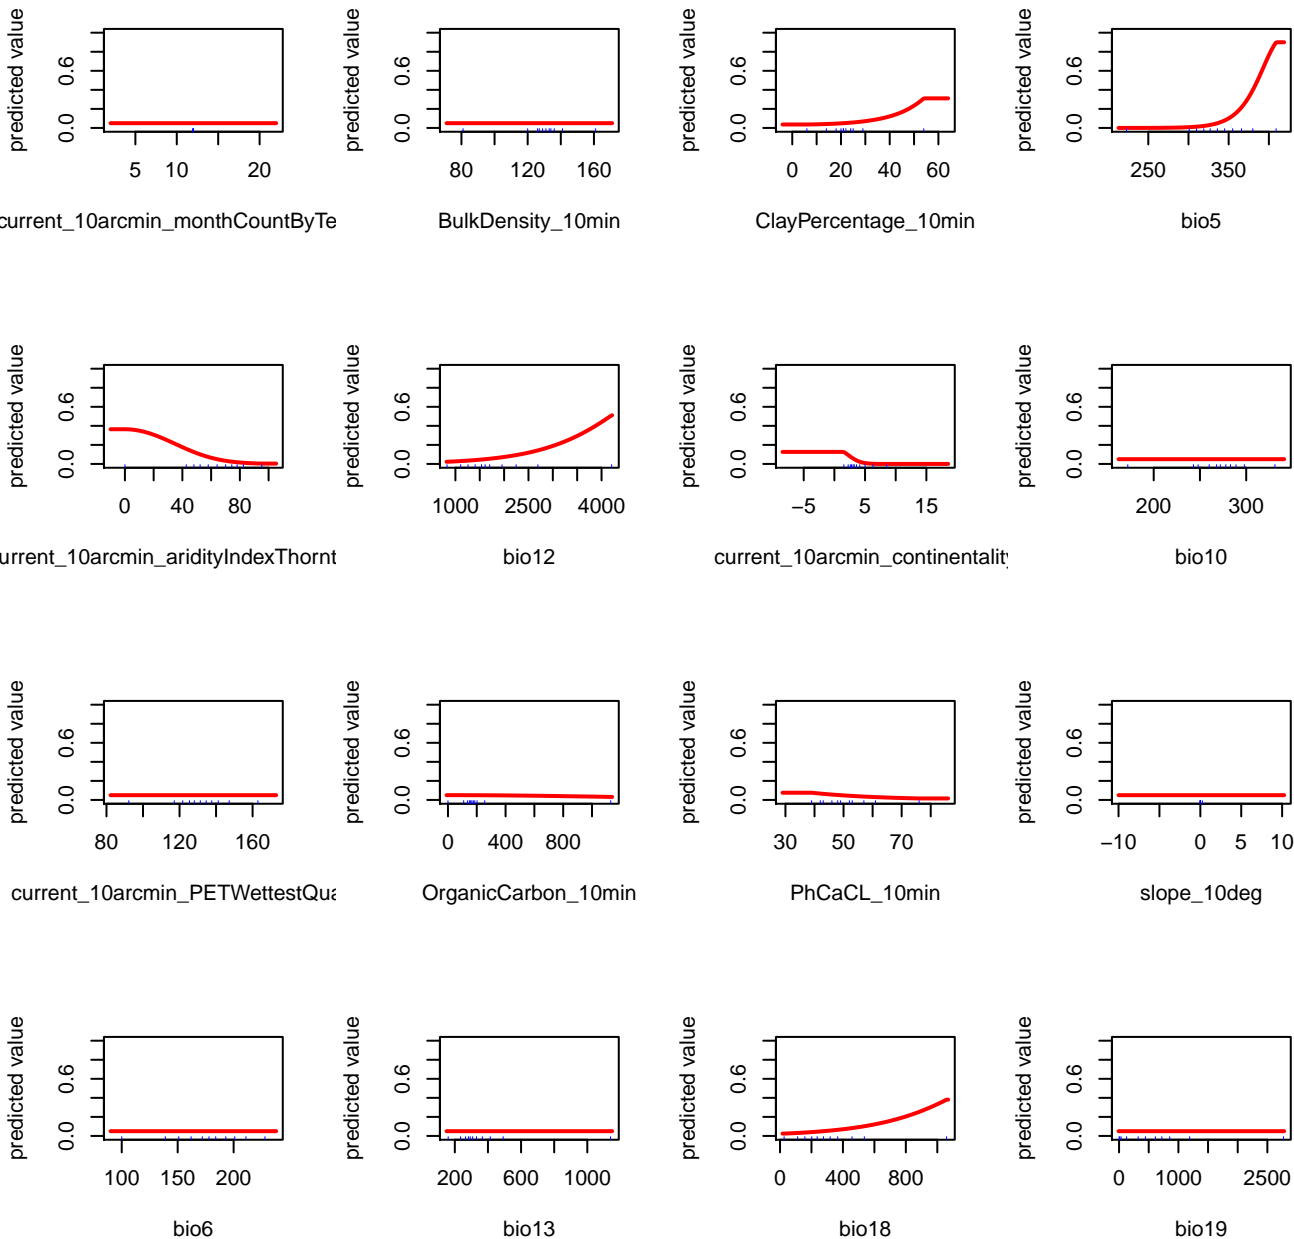 predicted value
0.0 0.6
5 10 20
current_10arcmin_monthCountByTe
predicted value
0.0 0.6
80 120 160
BulkDensity_10min
predicted value
0.0 0.6
0 20 40 60
ClayPercentage_10min
predicted value
0.0 0.6
250 350
bio5
predicted value
0.0 0.6
0 40 80
urrent_10arcmin_aridityIndexThornt
predicted value
0.0 0.6
1000 2500 4000
bio12
predicted value
0.0 0.6
−5 5 15
current_10arcmin_continentality
predicted value
0.0 0.6
200 300
bio10
predicted value
0.0 0.6
80 120 160
current_10arcmin_PETWettestQua
predicted value
0.0 0.6
0 400 800
OrganicCarbon_10min
predicted value
0.0 0.6
30 50 70
PhCaCL_10min
predicted value
0.0 0.6
−10 0 5 10
slope_10deg
predicted value
0.0 0.6
100 150 200
bio6
predicted value
0.0 0.6
200 600 1000
bio13
predicted value
0.0 0.6
0 400 800
bio18
predicted value
0.0 0.6
0 1000 2500
bio19